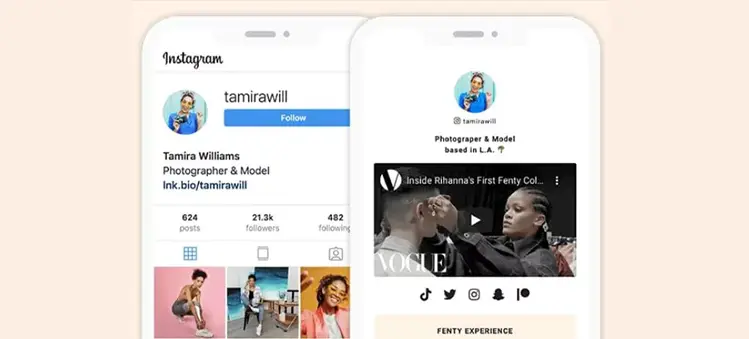 Instagram
tamirawill
Follow
Tamira Williams
Photographer & Model
lnk.bio/tamirawill
624
21.3k
482
posts
followers
following
tamirawill
Photograper & Model
based in L.A.
V
Inside Rihanna's First Fenty Col...
VOGUE
FENTY EXPERIENCE